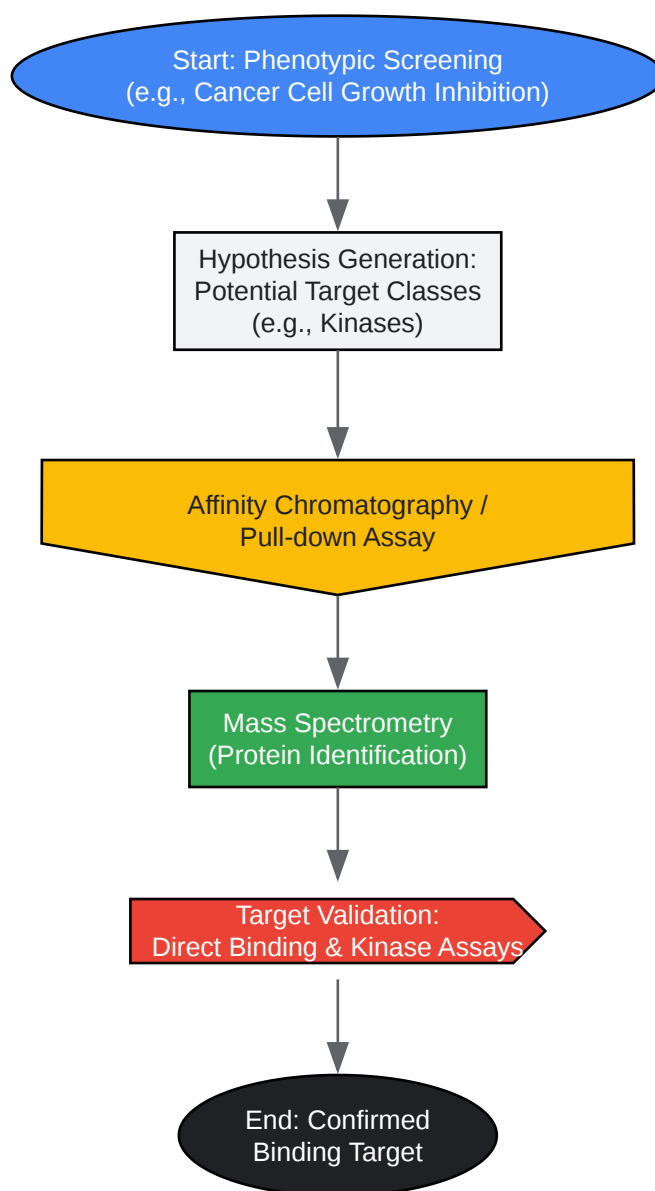 Start: Phenotypic Screening
(e.g., Cancer Cell Growth Inhibition)
Hypothesis Generation:
Potential Target Classes
(e.g., Kinases)
Affinity Chromatography /
Pull-down Assay
Mass Spectrometry
(Protein Identification)
Target Validation:
Direct Binding & Kinase Assays
End: Confirmed
Binding Target